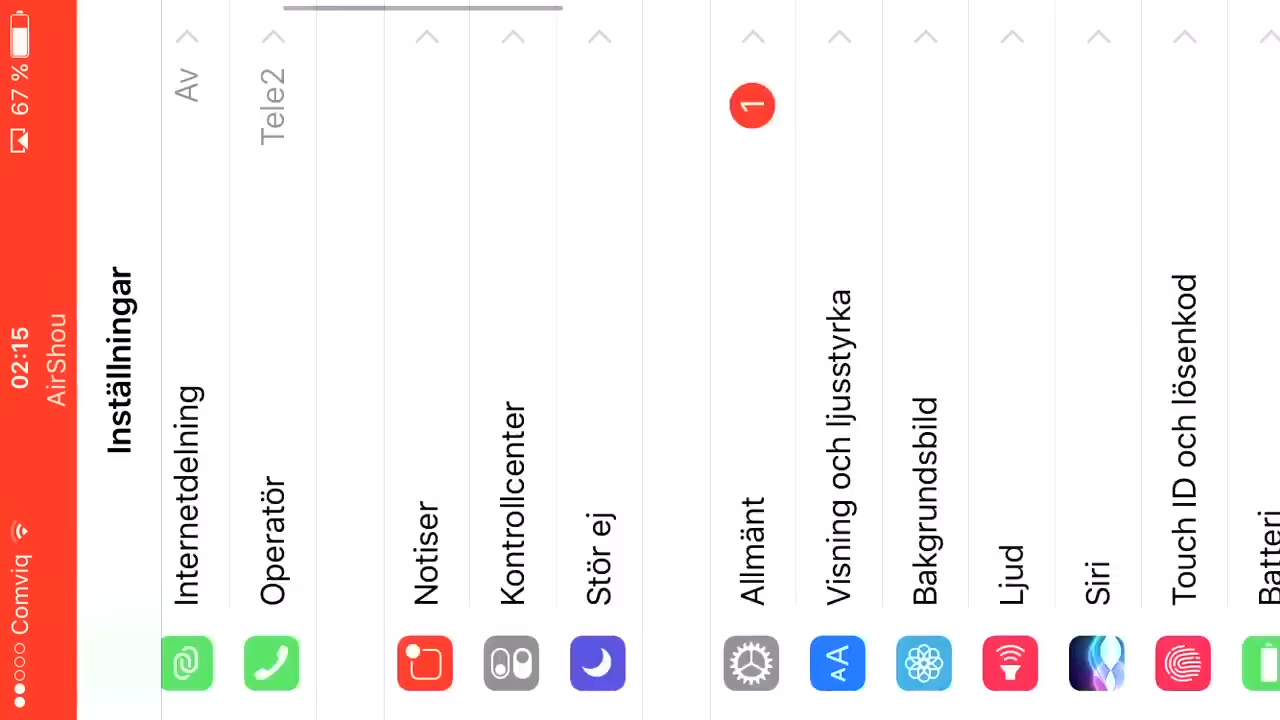 Comviq 02:15 67 %
AirShou
Inställningar
Internetdelning Av
Operatör Tele2
Notiser
Kontrollcenter
Stör ej
Allmänt 1
Visning och ljusstyrka
AA
Bakgrundsbild
Ljud
Siri
Touch ID och lösenkod
Batteri